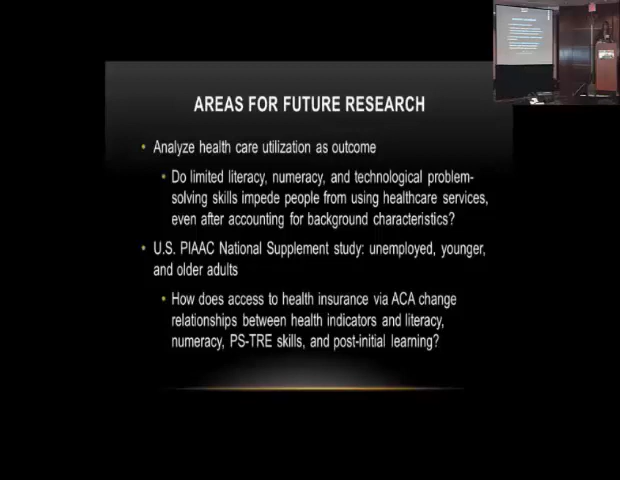 AREAS FOR FUTURE RESEARCH
• Analyze health care utilization as outcome
• Do limited literacy, numeracy, and technological problem-
solving skills impede people from using healthcare services,
even after accounting for background characteristics?
• U.S. PIAAC National Supplement study: unemployed, younger,
and older adults
• How does access to health insurance via ACA change
relationships between health indicators and literacy,
numeracy, PS-TRE skills, and post-initial learning?